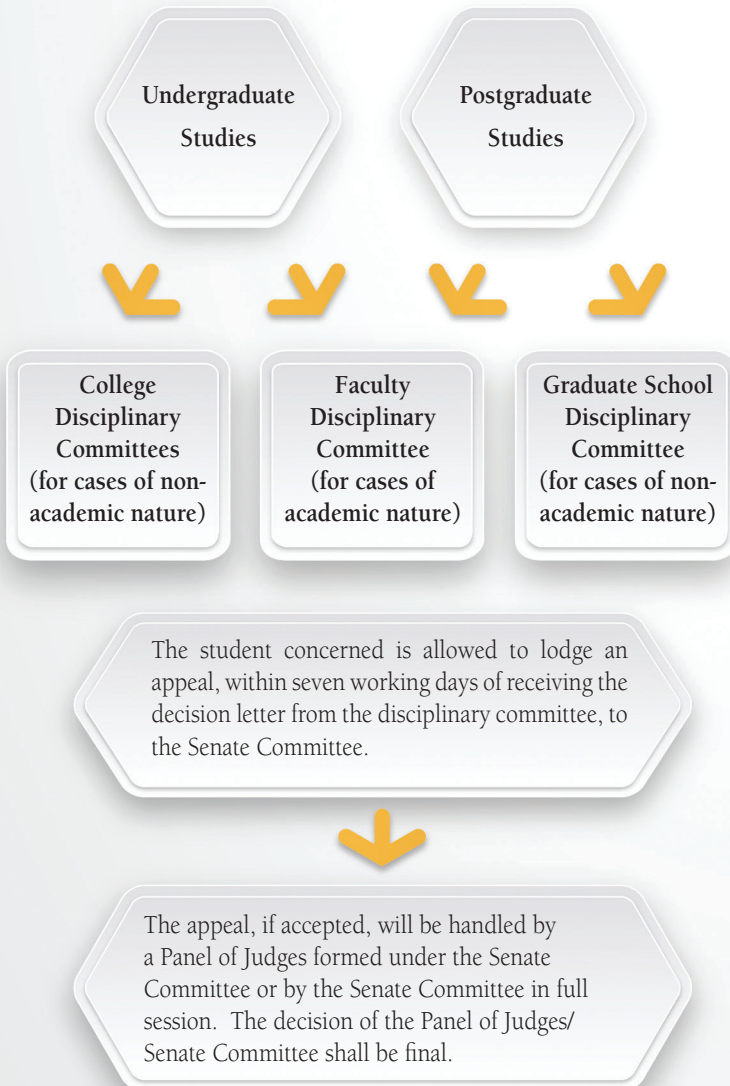 Undergraduate
Studies
Postgraduate
Studies
College
Disciplinary
Committees
(for cases of non-
academic nature)
Faculty
Disciplinary
Committee
(for cases of
academic nature)
Graduate School
Disciplinary
Committee
(for cases of non-
academic nature)
The student concerned is allowed to lodge an
appeal, within seven working days of receiving the
decision letter from the disciplinary committee, to
the Senate Committee.
The appeal, if accepted, will be handled by
a Panel of Judges formed under the Senate
Committee or by the Senate Committee in full
session. The decision of the Panel of Judges/
Senate Committee shall be final.